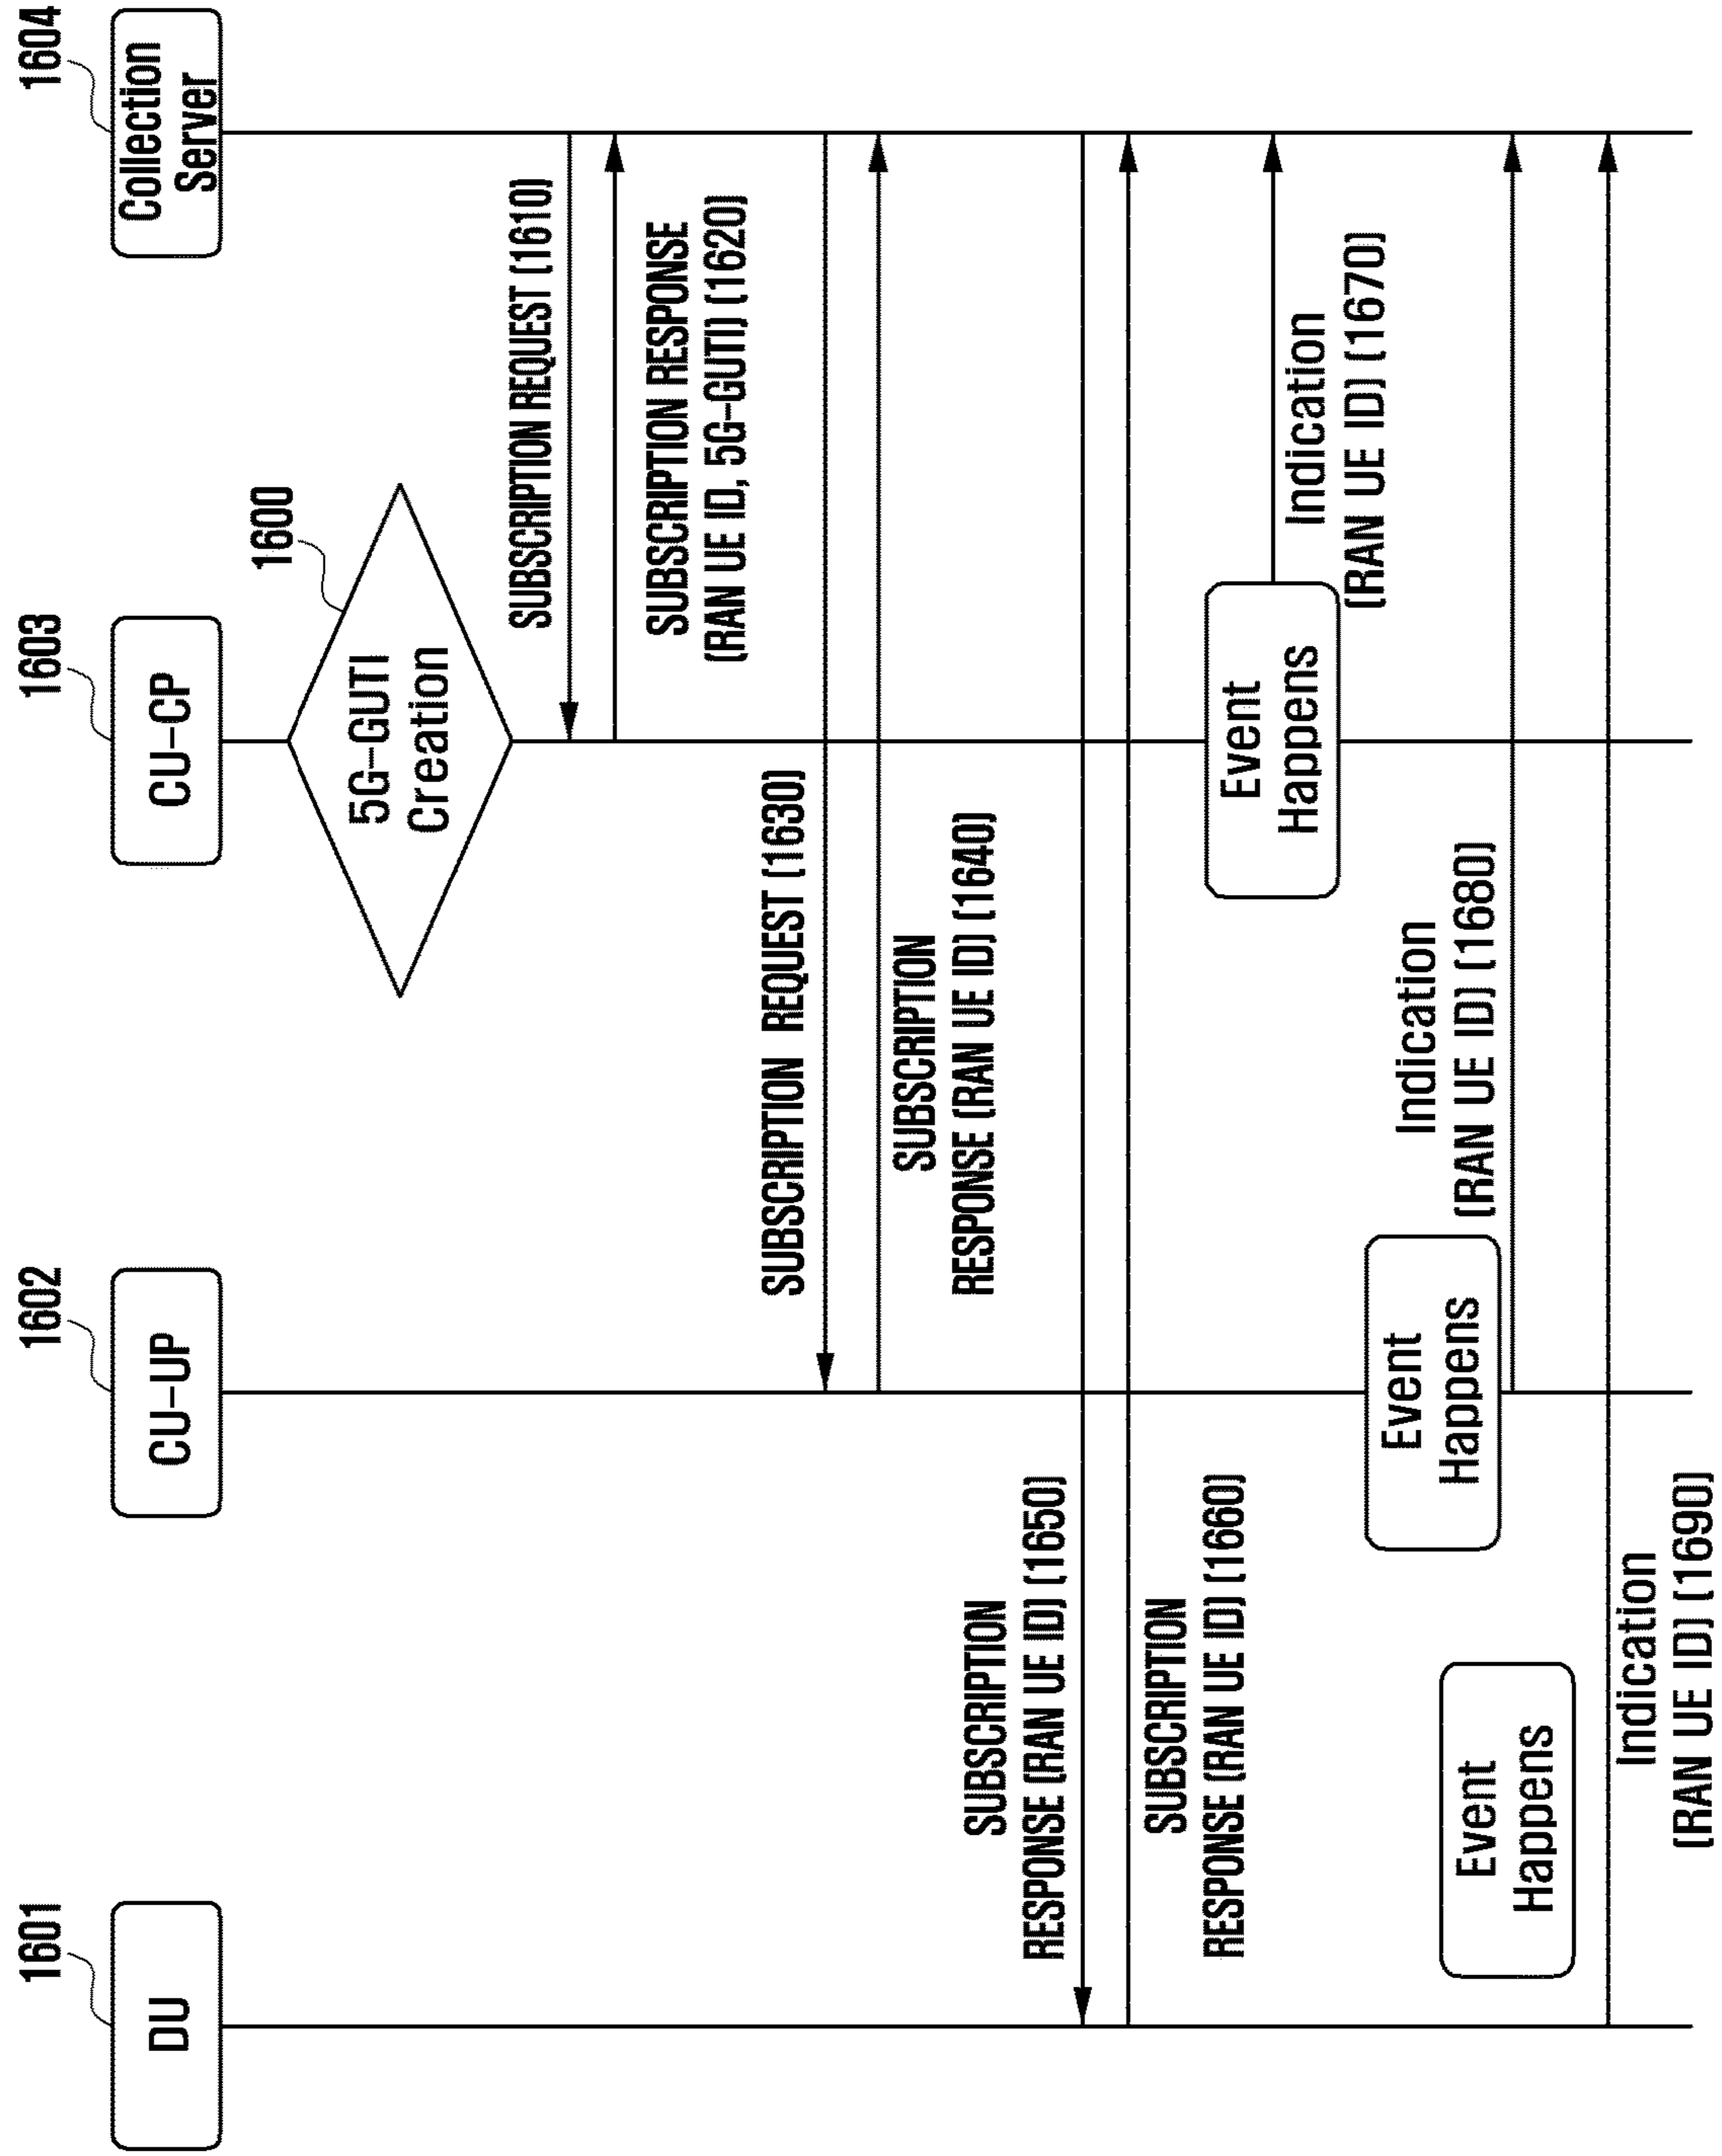 1601
DU
1602
CU-UP
1603
CU-CP
1604
Collection
Server
1600
5G-GUTI
Creation
SUBSCRIPTION REQUEST (1610)
SUBSCRIPTION RESPONSE
(RAN UE ID, 5G-GUTI) (1620)
SUBSCRIPTION REQUEST (1630)
SUBSCRIPTION
RESPONSE (RAN UE ID) (1640)
SUBSCRIPTION
RESPONSE (RAN UE ID) (1650)
SUBSCRIPTION
RESPONSE (RAN UE ID) (1660)
Event
Happens
Indication
(RAN UE ID) (1670)
Event
Happens
Indication
(RAN UE ID) (1680)
Event
Happens
Indication
(RAN UE ID) (1690)